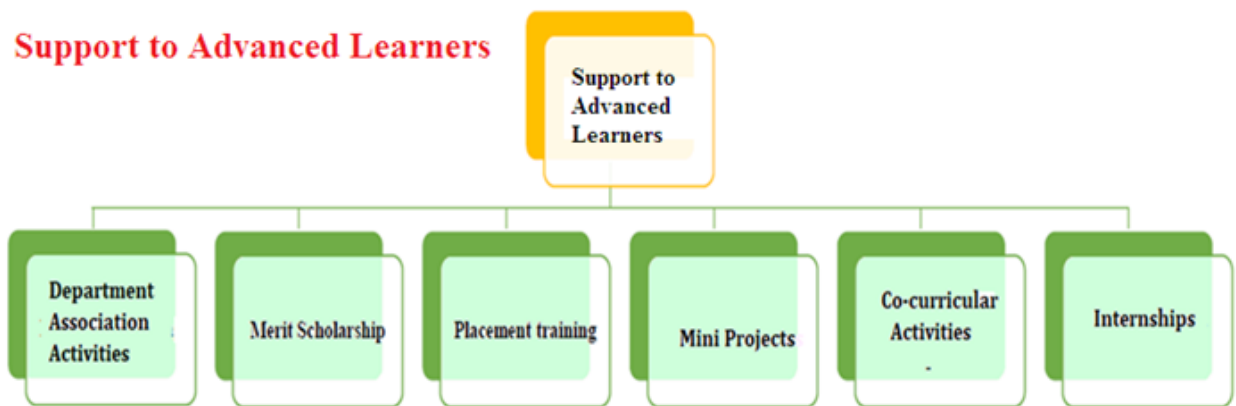 Support to Advanced Learners
Support to
Advanced
Learners
Department
Association
Activities
Merit Scholarship
Placement training
Mini Projects
Co-curricular
Activities
-
Internships